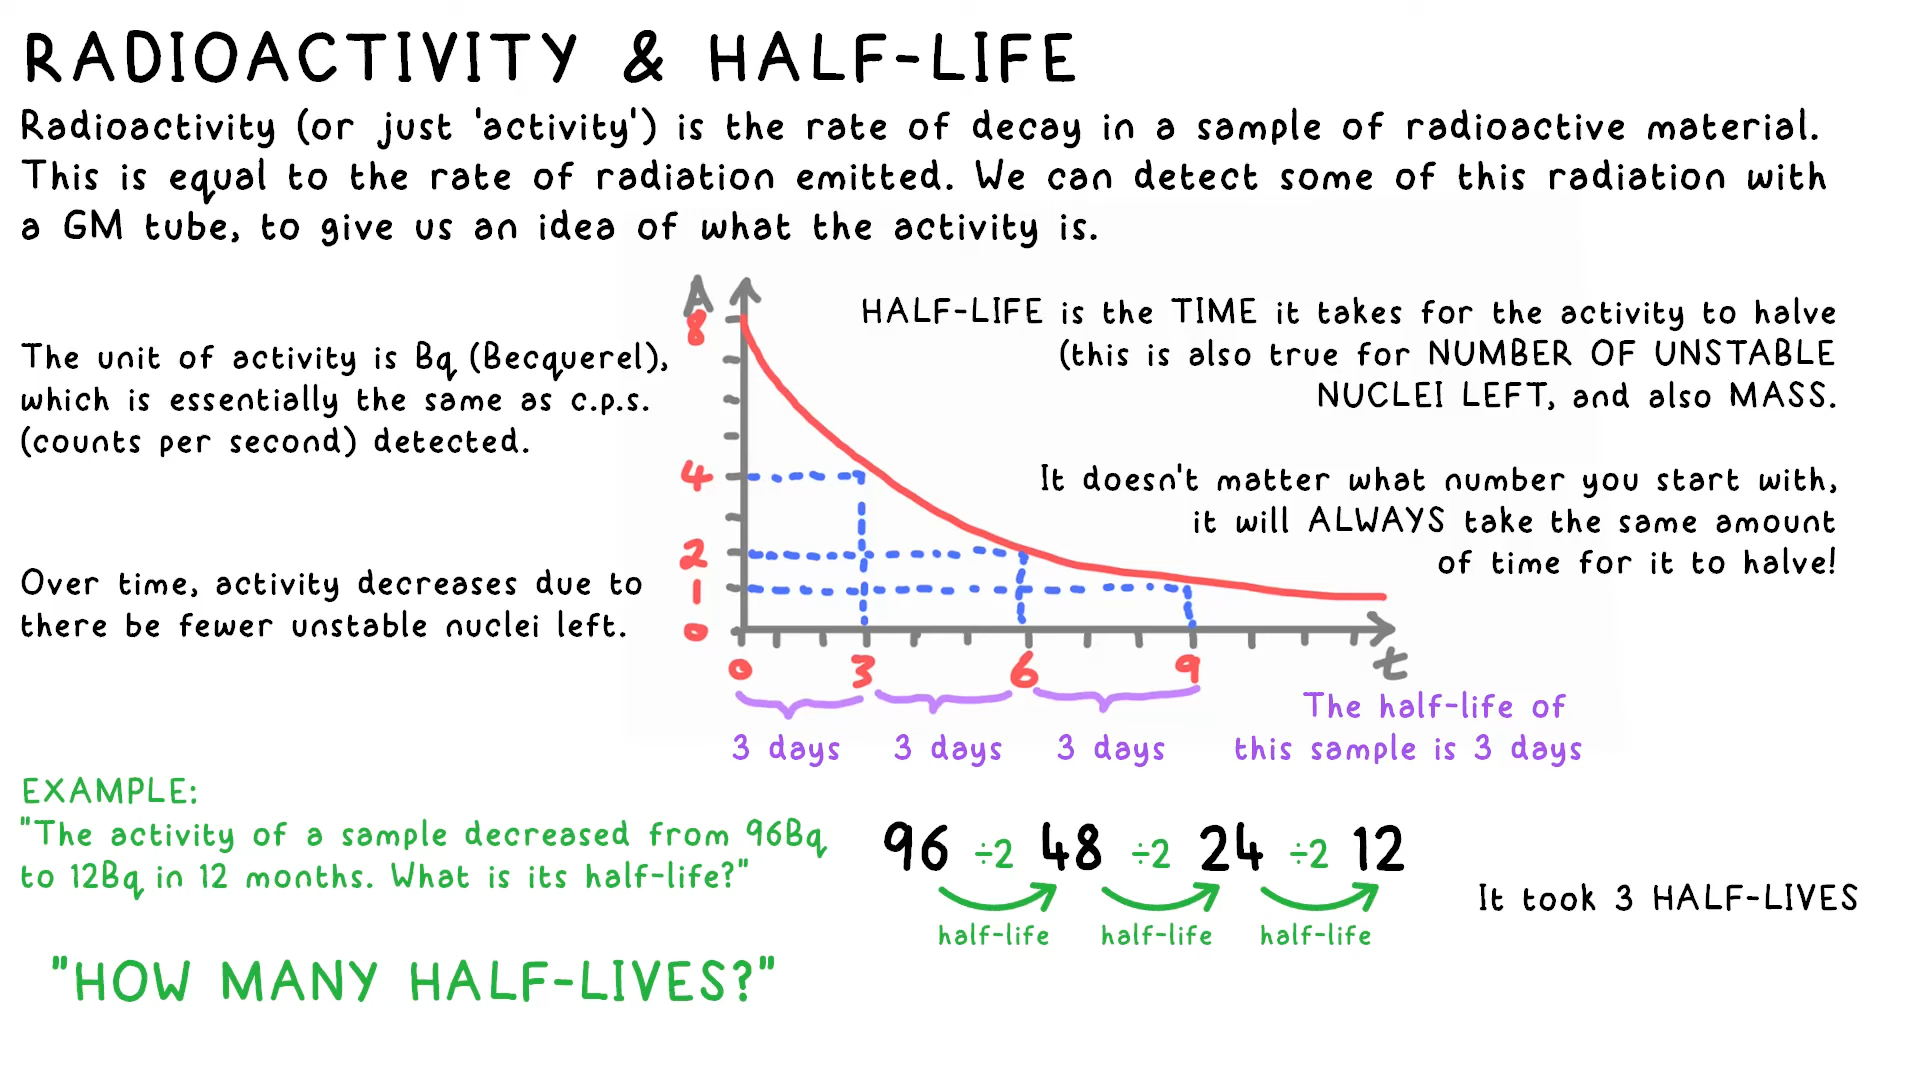 RADIOACTIVITY & HALF-LIFE
Radioactivity (or just 'activity') is the rate of decay in a sample of radioactive material.
This is equal to the rate of radiation emitted. We can detect some of this radiation with
a GM tube, to give us an idea of what the activity is.
The unit of activity is Bq (Becquerel),
which is essentially the same as c.p.s.
(counts per second) detected.
Over time, activity decreases due to
there be fewer unstable nuclei left.
A
8
4
2
1
0
0 3 6 9 t
3 days 3 days 3 days
HALF-LIFE is the TIME it takes for the activity to halve
(this is also true for NUMBER OF UNSTABLE
NUCLEI LEFT, and also MASS.
It doesn't matter what number you start with,
it will ALWAYS take the same amount
of time for it to halve!
The half-life of
this sample is 3 days
EXAMPLE:
"The activity of a sample decreased from 96Bq
to 12Bq in 12 months. What is its half-life?"
"HOW MANY HALF-LIVES?"
96 ÷2 48 ÷2 24 ÷2 12
half-life half-life half-life
It took 3 HALF-LIVES